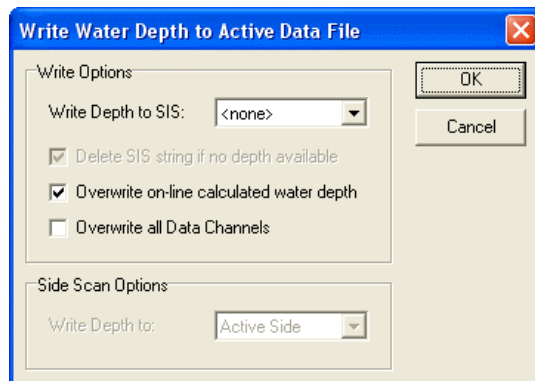 Write Water Depth to Active Data File
Write Options
Write Depth to SIS: <none>
Delete SIS string if no depth available
Overwrite on-line calculated water depth
Overwrite all Data Channels
Side Scan Options
Write Depth to: Active Side
OK
Cancel